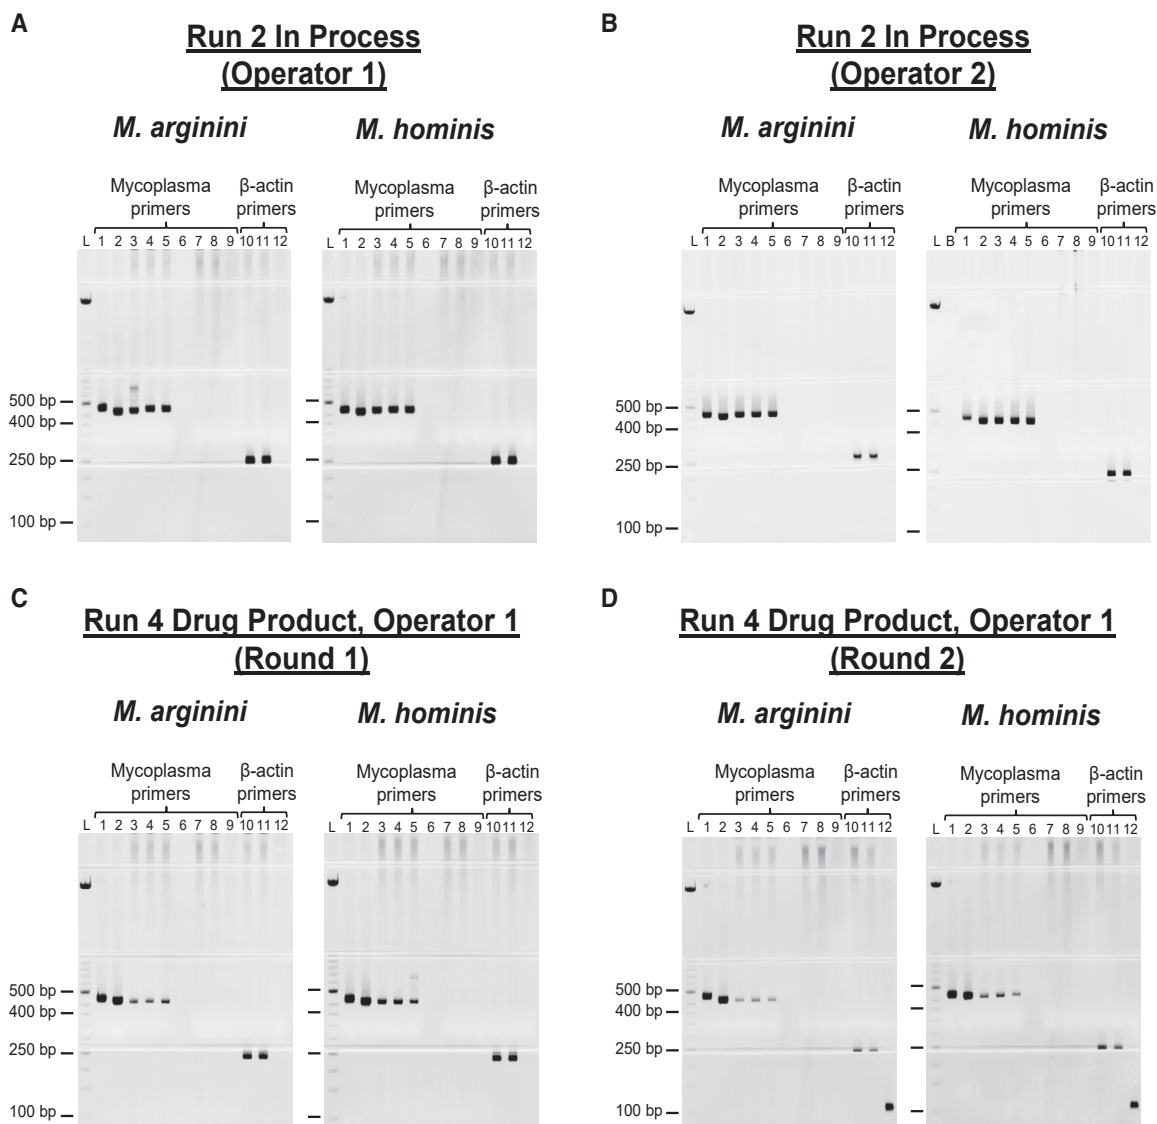 A
Run 2 In Process
(Operator 1)
M. arginini
M. hominis
Mycoplasma
primers
β-actin
primers
Mycoplasma
primers
β-actin
primers
L 1 2 3 4 5 6 7 8 9 10 11 12
L 1 2 3 4 5 6 7 8 9 10 11 12
500 bp
400 bp
250 bp
100 bp
B
Run 2 In Process
(Operator 2)
M. arginini
M. hominis
Mycoplasma
primers
β-actin
primers
Mycoplasma
primers
β-actin
primers
L 1 2 3 4 5 6 7 8 9 10 11 12
L B 1 2 3 4 5 6 7 8 9 10 11 12
500 bp
400 bp
250 bp
100 bp
C
Run 4 Drug Product, Operator 1
(Round 1)
M. arginini
M. hominis
Mycoplasma
primers
β-actin
primers
Mycoplasma
primers
β-actin
primers
L 1 2 3 4 5 6 7 8 9 10 11 12
L 1 2 3 4 5 6 7 8 9 10 11 12
500 bp
400 bp
250 bp
100 bp
D
Run 4 Drug Product, Operator 1
(Round 2)
M. arginini
M. hominis
Mycoplasma
primers
β-actin
primers
Mycoplasma
primers
β-actin
primers
L 1 2 3 4 5 6 7 8 9 10 11 12
L 1 2 3 4 5 6 7 8 9 10 11 12
500 bp
400 bp
250 bp
100 bp